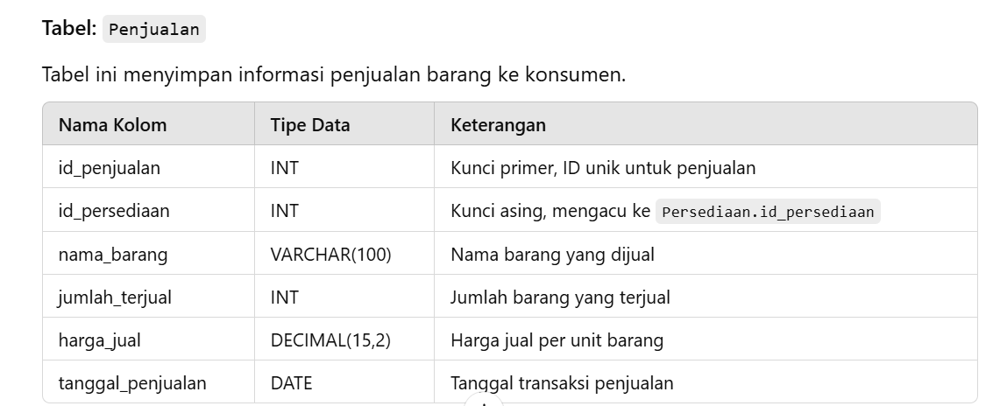 Tabel: Penjualan
Tabel ini menyimpan informasi penjualan barang ke konsumen.
Nama Kolom Tipe Data Keterangan
id_penjualan INT Kunci primer, ID unik untuk penjualan
id_persediaan INT Kunci asing, mengacu ke Persediaan.id_persediaan
nama_barang VARCHAR(100) Nama barang yang dijual
jumlah_terjual INT Jumlah barang yang terjual
harga_jual DECIMAL(15,2) Harga jual per unit barang
tanggal_penjualan DATE Tanggal transaksi penjualan